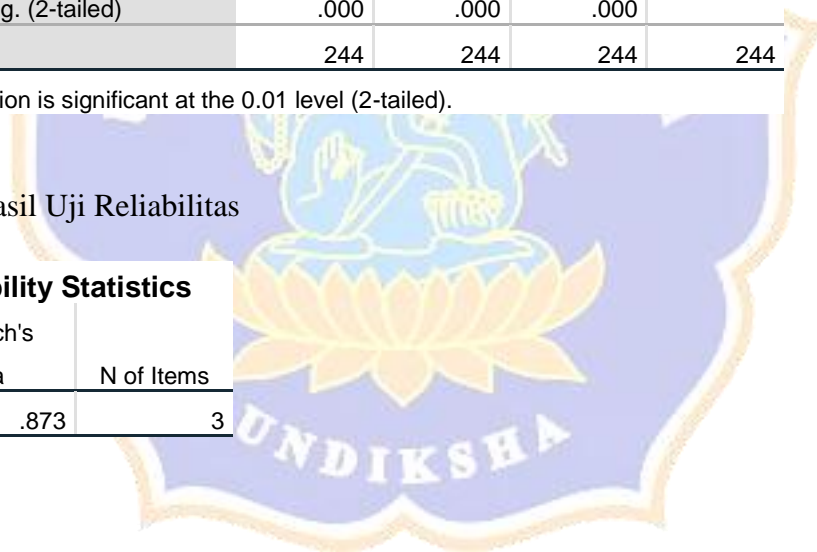 g. (2-tailed) .000 .000 .000
244 244 244 244
ion is significant at the 0.01 level (2-tailed).
asil Uji Reliabilitas
bility Statistics
ch's
a N of Items
.873 3
UNDIKSHA